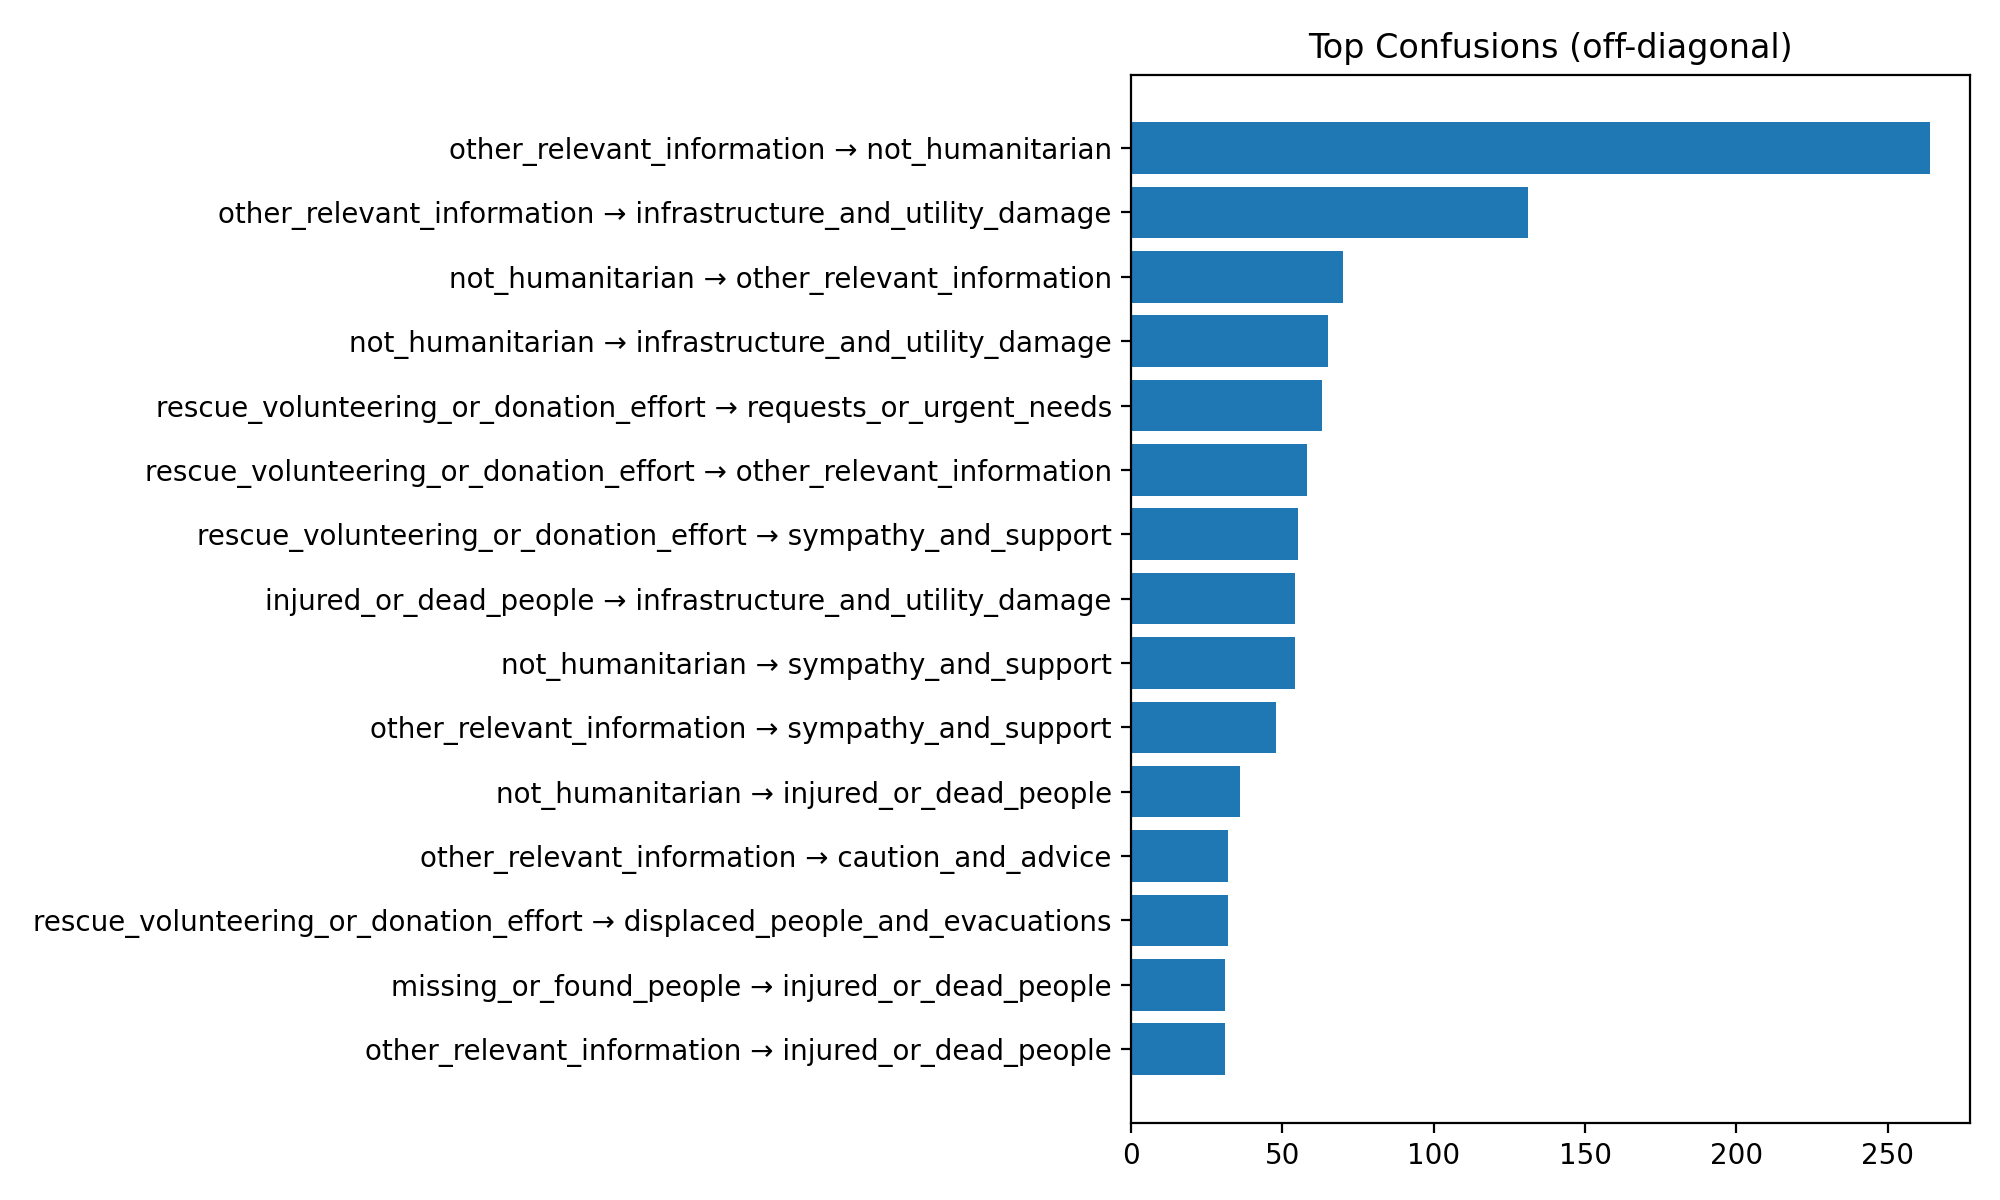 Top Confusions (off-diagonal)
other_relevant_information → not_humanitarian
other_relevant_information → infrastructure_and_utility_damage
not_humanitarian → other_relevant_information
not_humanitarian → infrastructure_and_utility_damage
rescue_volunteering_or_donation_effort → requests_or_urgent_needs
rescue_volunteering_or_donation_effort → other_relevant_information
rescue_volunteering_or_donation_effort → sympathy_and_support
injured_or_dead_people → infrastructure_and_utility_damage
not_humanitarian → sympathy_and_support
other_relevant_information → sympathy_and_support
not_humanitarian → injured_or_dead_people
other_relevant_information → caution_and_advice
rescue_volunteering_or_donation_effort → displaced_people_and_evacuations
missing_or_found_people → injured_or_dead_people
other_relevant_information → injured_or_dead_people
0 50 100 150 200 250